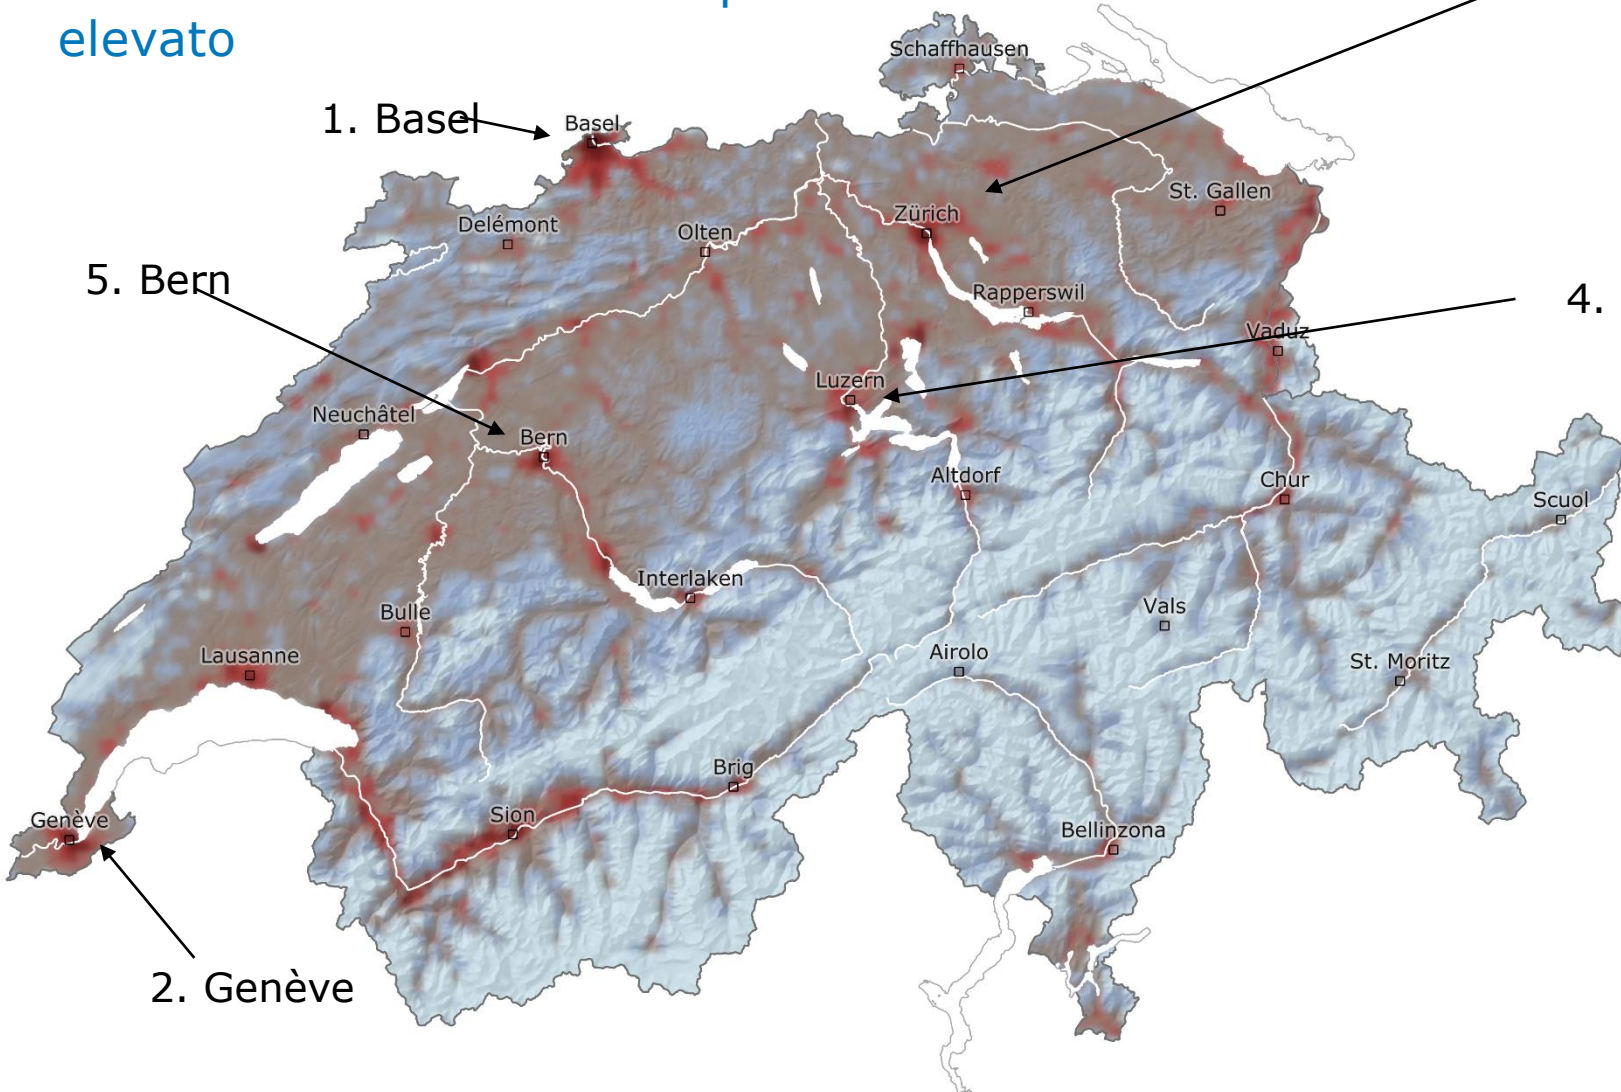 elevato
Schaffhausen
1. Basel
Basel
St. Gallen
Zürich
Delémont
Olten
5. Bern
Rapperswil
4.
Vaduz
Luzern
Neuchâtel
Bern
Altdorf
Chur
Scuol
Interlaken
Vals
Bulle
Airolo
Lausanne
St. Moritz
Brig
Sion
Genève
Bellinzona
2. Genève